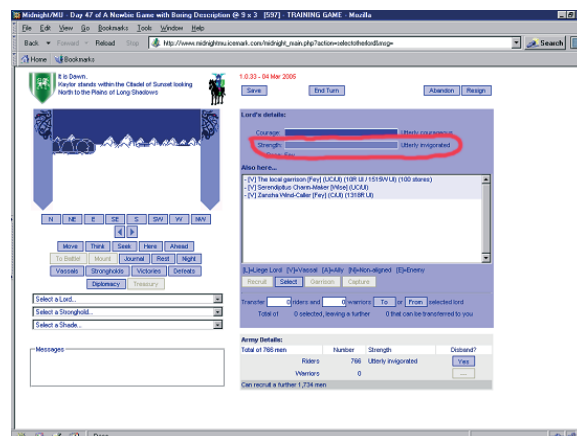 Midnight/MU - Day 47 of A Newbie Game with Boring Description @ 9 x 3 [597] - TRAINING GAME - Mozilla
File Edit View Go Bookmarks Tools Window Help
Back Forward Reload Stop http://www.midnightmu.icemark.com/midnight_main.php?action=selectotherlord&msg= Search
Home Bookmarks
It is Dawn.
Keylor stands within the Citadel of Sunset looking
North to the Plains of Long Shadows
1.0.33 - 04 Mar 2005
Save End Turn Abandon Resign
Lord's details:
Courage: Utterly courageous
Strength: Utterly invigorated
Also here...
- [V] The local garrison [Fey] (UC/UI) (10R UI / 1515W UI) (100 stores)
- [V] Serendiptus Charm-Maker [Wise] (UC/UI)
- [V] Zansha Wind-Caller [Fey] (C/UI) (1318R UI)
N NE E SE S SW W NW
Move Think Seek Here Ahead
To Battle! Mount Journal Rest Night
Vassals Strongholds Victories Defeats
Diplomacy Treasury
[L]=Liege Lord [V]=Vassal [A]=Ally [N]=Non-aligned [E]=Enemy
Recruit Select Garrison Capture
Select a Lord...
Select a Stronghold...
Select a Shade...
Transfer 0 riders and 0 warriors To or From selected lord
Total of 0 selected, leaving a further 0 that can be transferred to you
Messages
Army Details:
Total of 766 men Number Strength Disband?
Riders 766 Utterly invigorated Yes
Warriors 0
Can recruit a further 1,734 men